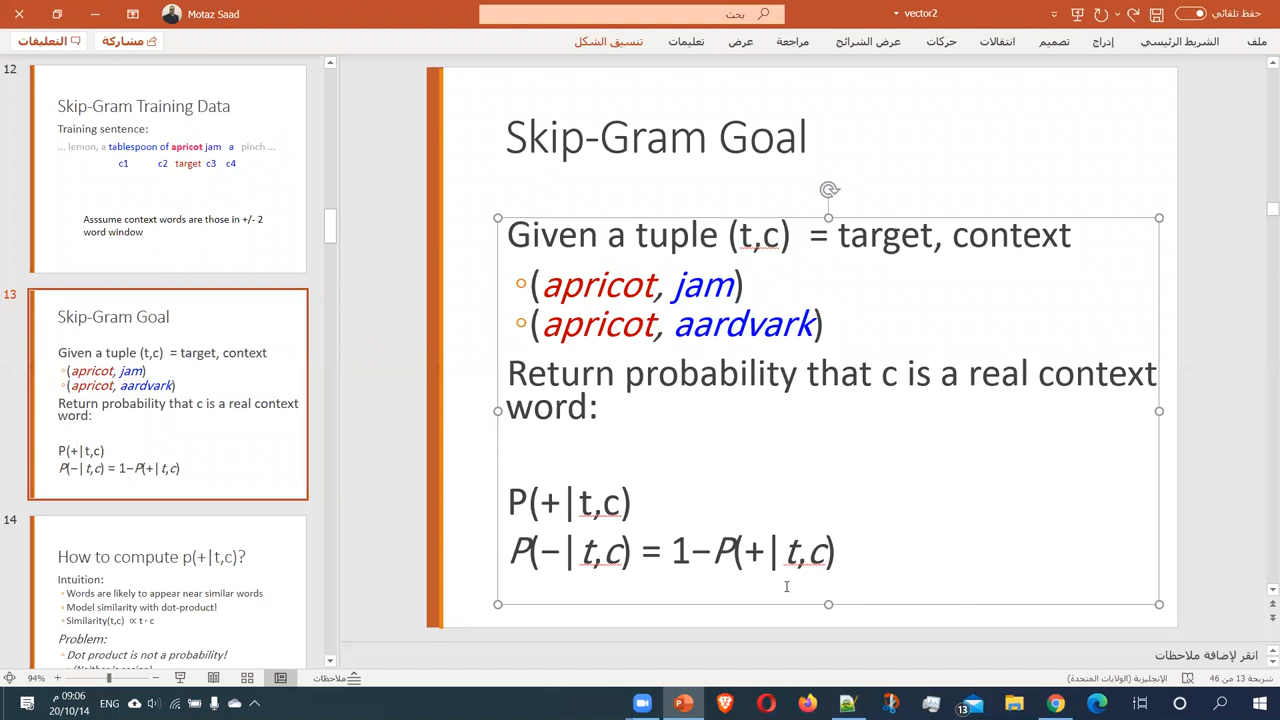 Motaz Saad
بحث
vector2
حفظ تلقائي
ملف
الشريط الرئيسي
إدراج
تصميم
انتقالات
حركات
عرض الشرائح
مراجعة
عرض
تعليمات
تنسيق الشكل
مشاركة
التعليقات
12
Skip-Gram Training Data
Training sentence:
... lemon, a tablespoon of apricot jam a pinch ...
c1 c2 target c3 c4
Asssume context words are those in +/- 2
word window
13
Skip-Gram Goal
Given a tuple (t,c) = target, context
◦(apricot, jam)
◦(apricot, aardvark)
Return probability that c is a real context
word:
P(+|t,c)
P(−|t,c) = 1−P(+|t,c)
14
How to compute p(+|t,c)?
Intuition:
• Words are likely to appear near similar words
• Model similarity with dot-product!
• Similarity(t,c) ∝ t · c
Problem:
• Dot product is not a probability!
Skip-Gram Goal
Given a tuple (t,c) = target, context
◦(apricot, jam)
◦(apricot, aardvark)
Return probability that c is a real context
word:
P(+|t,c)
P(−|t,c) = 1−P(+|t,c)
انقر لإضافة ملاحظات
شريحة 13 من 46
الإنجليزية (الولايات المتحدة)
ملاحظات
94%
09:06
20/10/14
ENG
13